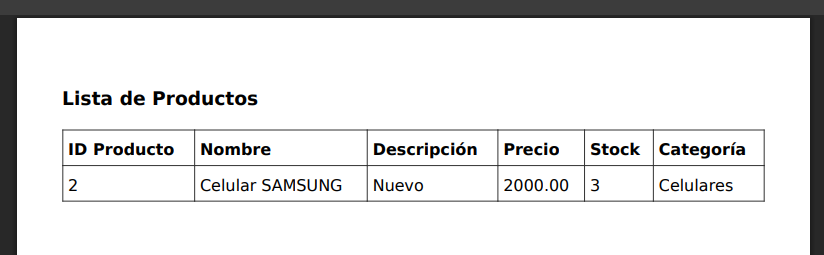 Lista de Productos
ID Producto Nombre Descripción Precio Stock Categoría
2 Celular SAMSUNG Nuevo 2000.00 3 Celulares